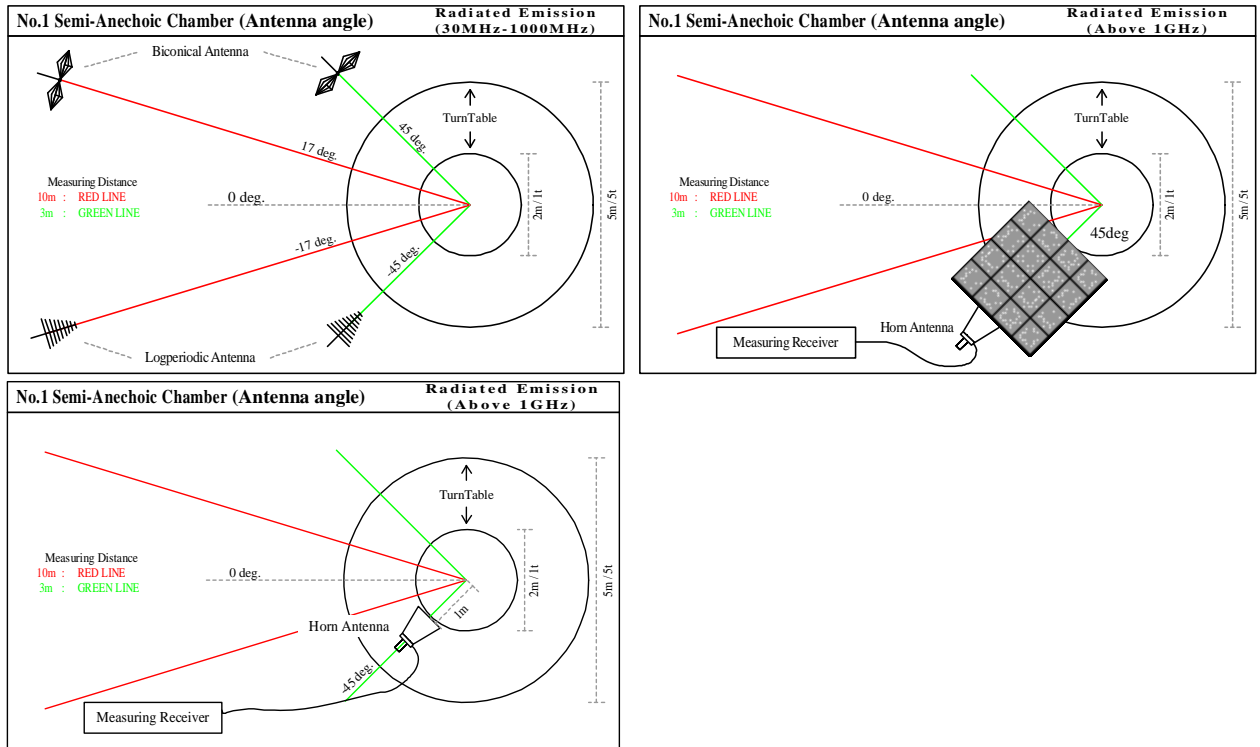 No.1 Semi-Anechoic Chamber (Antenna angle)
Radiated Emission
(30MHz-1000MHz)
Biconical Antenna
TurnTable
45 deg.
17 deg.
Measuring Distance
10m : RED LINE
3m : GREEN LINE
0 deg.
2m / 1t
5m / 5t
-17 deg.
-45 deg.
Logperiodic Antenna
No.1 Semi-Anechoic Chamber (Antenna angle)
Radiated Emission
(Above 1GHz)
TurnTable
Measuring Distance
10m : RED LINE
3m : GREEN LINE
0 deg.
2m / 1t
5m / 5t
45deg
Horn Antenna
Measuring Receiver
No.1 Semi-Anechoic Chamber (Antenna angle)
Radiated Emission
(Above 1GHz)
TurnTable
Measuring Distance
10m : RED LINE
3m : GREEN LINE
0 deg.
2m / 1t
5m / 5t
1m
Horn Antenna
-45 deg.
Measuring Receiver